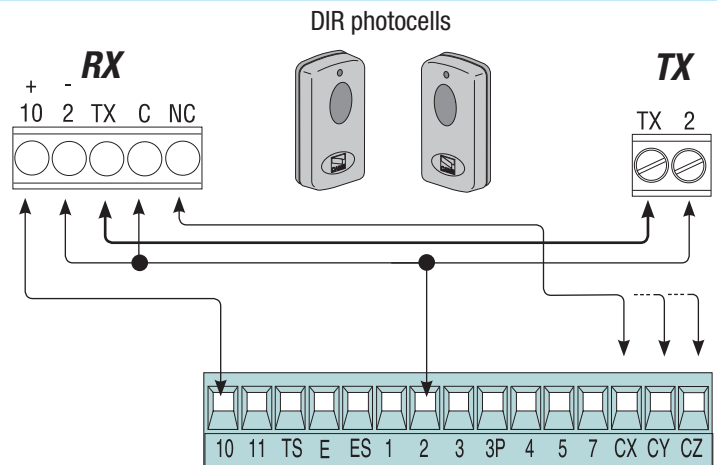 DIR photocells
RX
TX
+ -
10 2 TX C NC
TX 2
10 11 TS E ES 1 2 3 3P 4 5 7 CX CY CZ